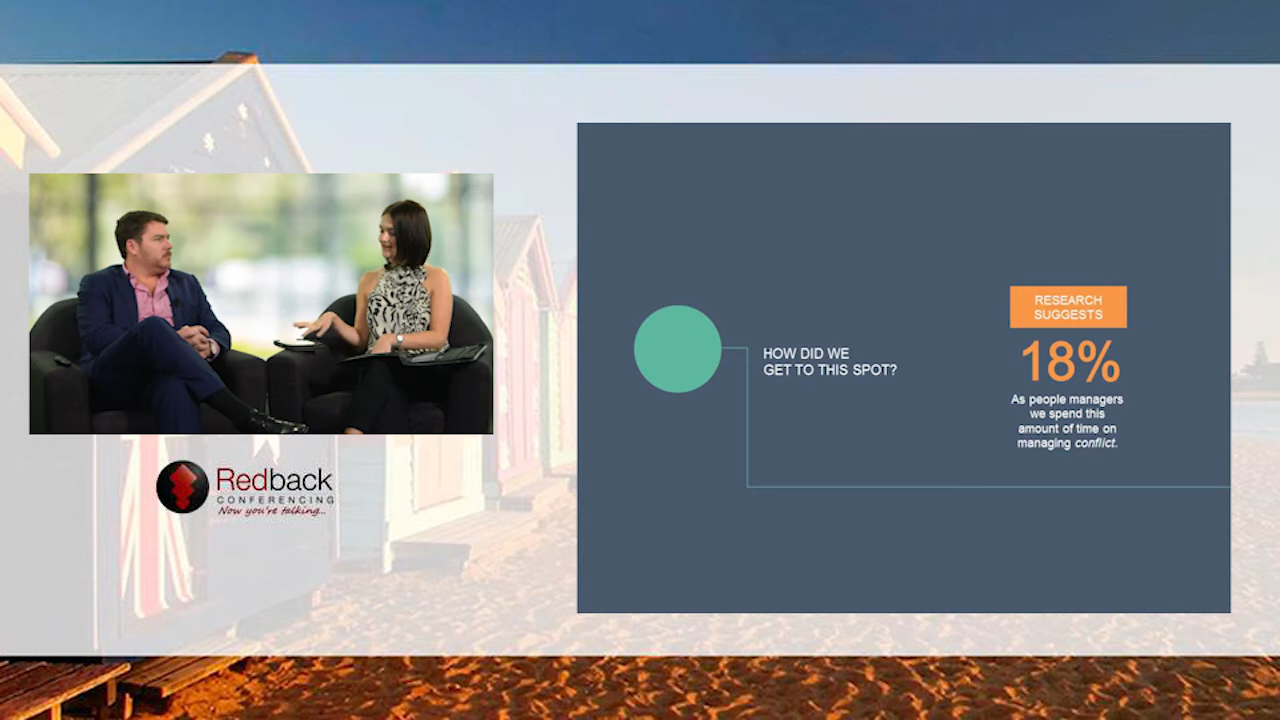 Redback
CONFERENCING
Now you're talking...
HOW DID WE
GET TO THIS SPOT?
RESEARCH
SUGGESTS
18%
As people managers
we spend this
amount of time on
managing conflict.